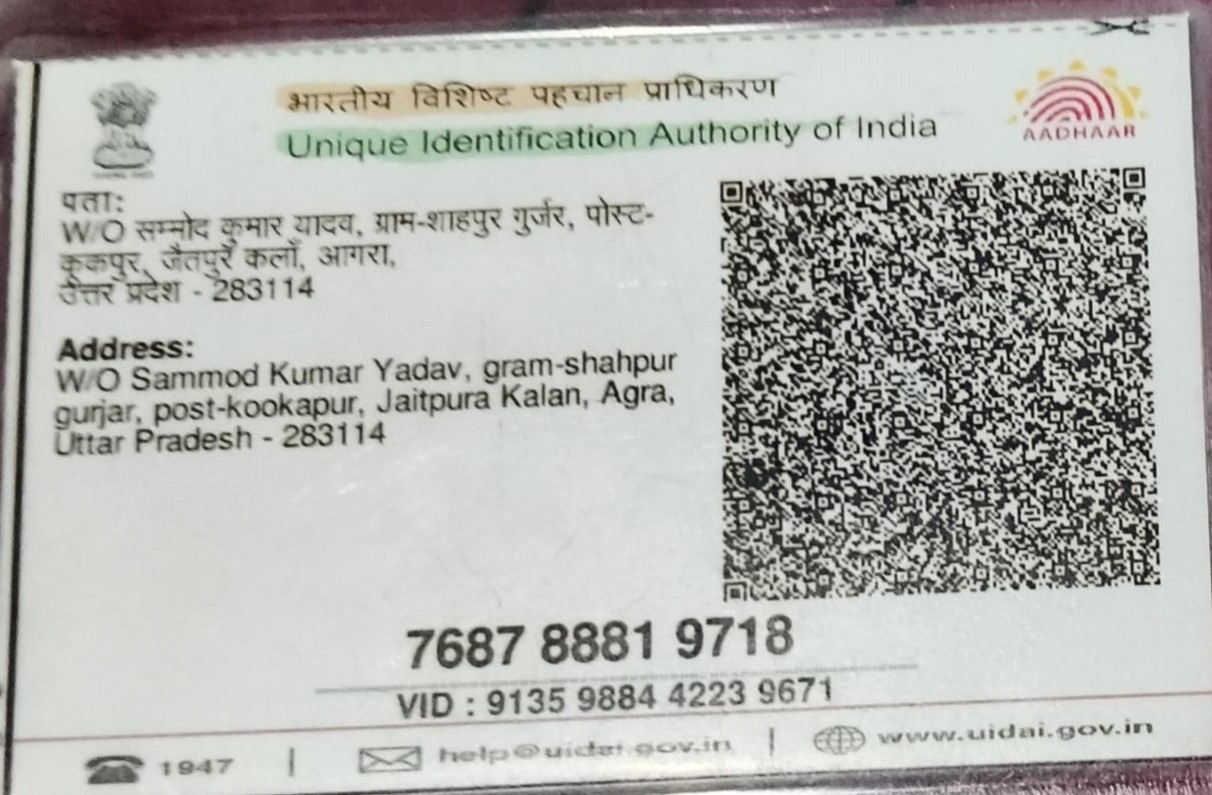 भारतीय विशिष्ट पहचान प्राधिकरण
Unique Identification Authority of India
AADHAAR
पता:
W/O सम्मोद कुमार यादव, ग्राम-शाहपुर गुर्जर, पोस्ट-
कूकपुर, जैतपुर कलाँ, आगरा,
उत्तर प्रदेश - 283114
Address:
W/O Sammod Kumar Yadav, gram-shahpur
gurjar, post-kookapur, Jaitpura Kalan, Agra,
Uttar Pradesh - 283114
7687 8881 9718
VID : 9135 9884 4223 9671
1947 | help@uidai.gov.in | www.uidai.gov.in